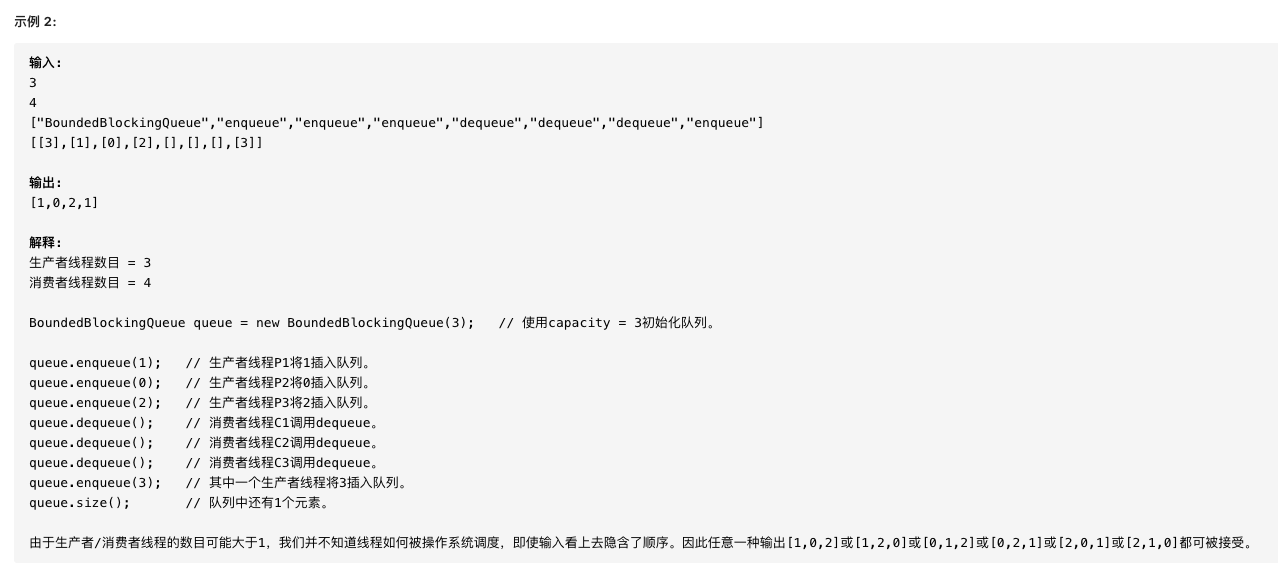 示例 2:
输入:
3
4
["BoundedBlockingQueue","enqueue","enqueue","enqueue","dequeue","dequeue","dequeue","enqueue"]
[[3],[1],[0],[2],[],[],[],[3]]
输出:
[1,0,2,1]
解释:
生产者线程数目 = 3
消费者线程数目 = 4
BoundedBlockingQueue queue = new BoundedBlockingQueue(3);   // 使用capacity = 3初始化队列。
queue.enqueue(1);   // 生产者线程P1将1插入队列。
queue.enqueue(0);   // 生产者线程P2将0插入队列。
queue.enqueue(2);   // 生产者线程P3将2插入队列。
queue.dequeue();    // 消费者线程C1调用dequeue。
queue.dequeue();    // 消费者线程C2调用dequeue。
queue.dequeue();    // 消费者线程C3调用dequeue。
queue.enqueue(3);   // 其中一个生产者线程将3插入队列。
queue.size();       // 队列中还有1个元素。
由于生产者/消费者线程的数目可能大于1，我们并不知道线程如何被操作系统调度，即使输入看上去隐含了顺序。因此任意一种输出[1,0,2]或[1,2,0]或[0,1,2]或[0,2,1]或[2,0,1]或[2,1,0]都可被接受。